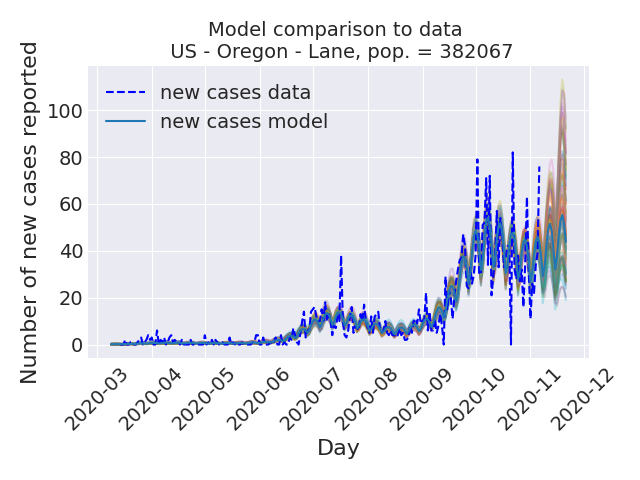 Model comparison to data
US - Oregon - Lane, pop. = 382067
Number of new cases reported
new cases data
new cases model
100
80
60
40
20
0
2020-03
2020-04
2020-05
2020-06
2020-07
2020-08
2020-09
2020-10
2020-11
2020-12
Day